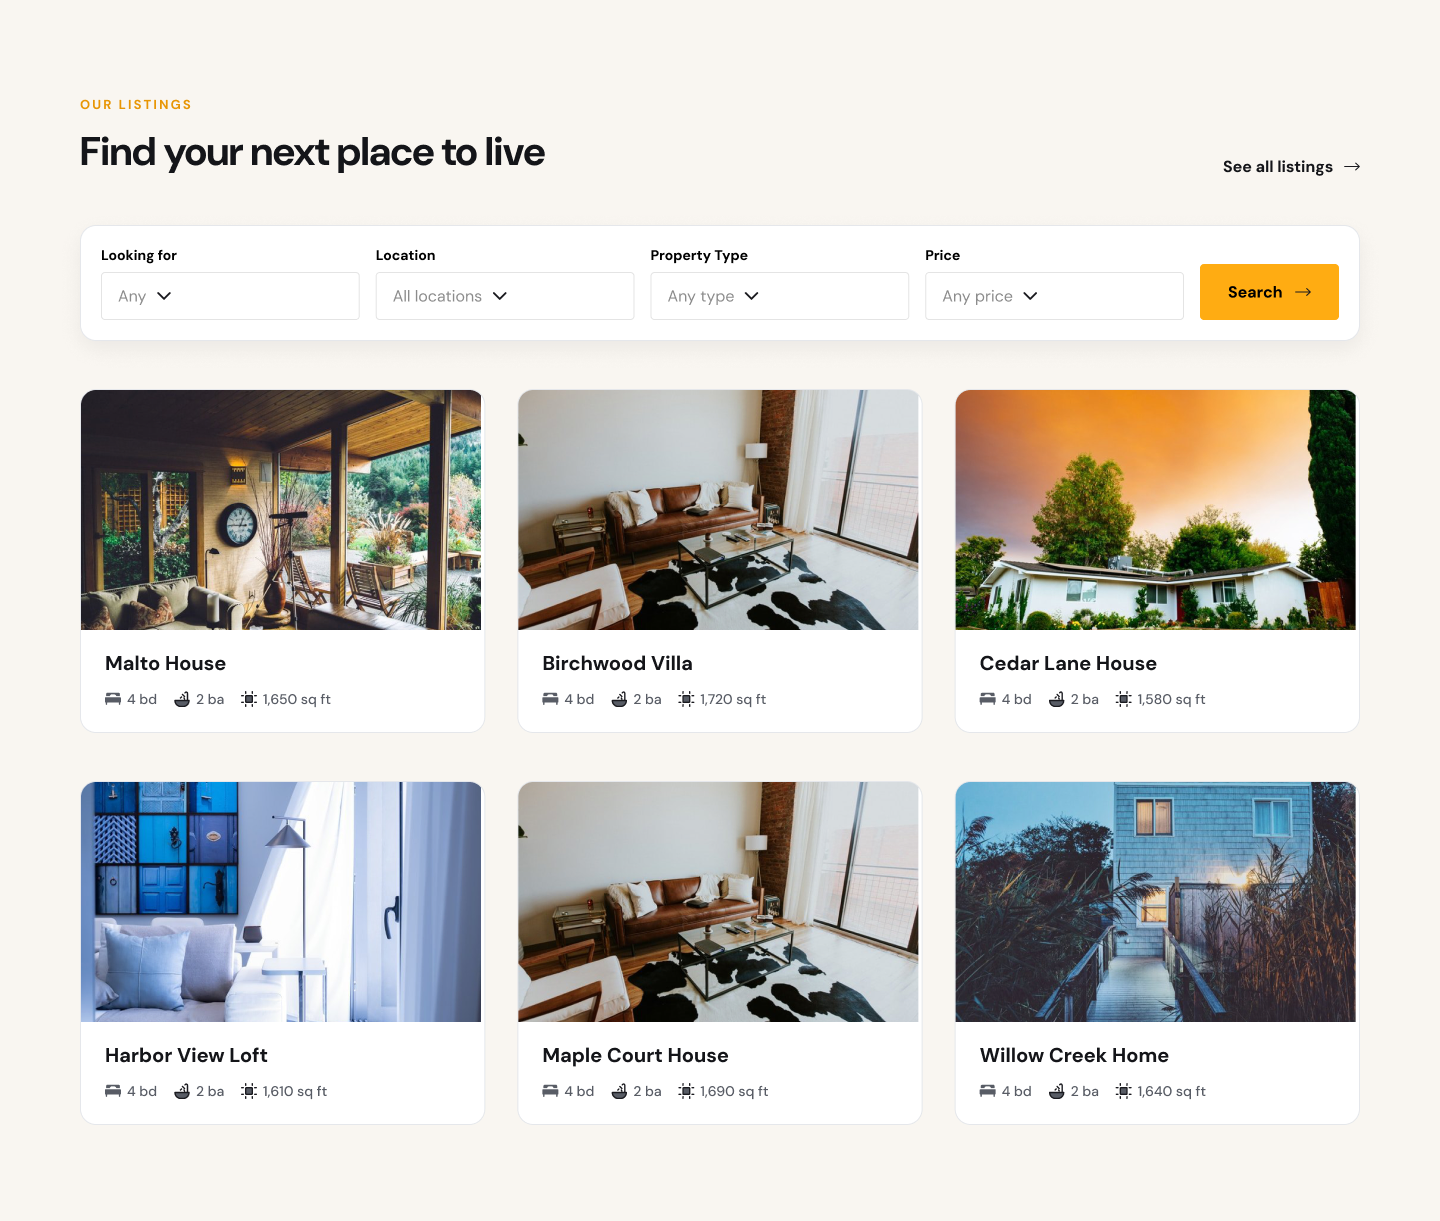 OUR LISTINGS
Find your next place to live
See all listings
Looking for
Location
Property Type
Price
Any
All locations
Any type
Any price
Search
Malto House
4 bd 2 ba 1,650 sq ft
Birchwood Villa
4 bd 2 ba 1,720 sq ft
Cedar Lane House
4 bd 2 ba 1,580 sq ft
Harbor View Loft
4 bd 2 ba 1,610 sq ft
Maple Court House
4 bd 2 ba 1,690 sq ft
Willow Creek Home
4 bd 2 ba 1,640 sq ft